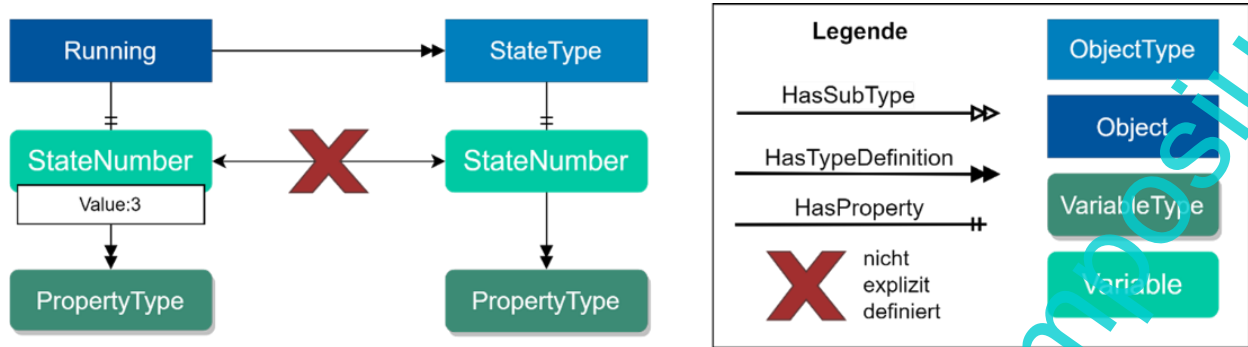 Running
StateType
StateNumber
StateNumber
Value:3
PropertyType
PropertyType
Legende
HasSubType
HasTypeDefinition
HasProperty
nicht
explizit
definiert
ObjectType
Object
VariableType
Variable